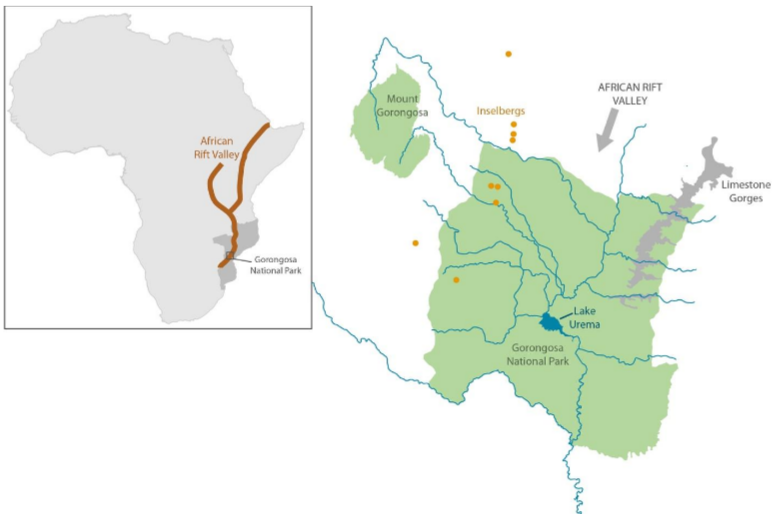 African
Rift Valley
Gorongosa
National Park
Mount
Gorongosa
Inselbergs
AFRICAN RIFT
VALLEY
Limestone
Gorges
Lake
Urema
Gorongosa
National Park